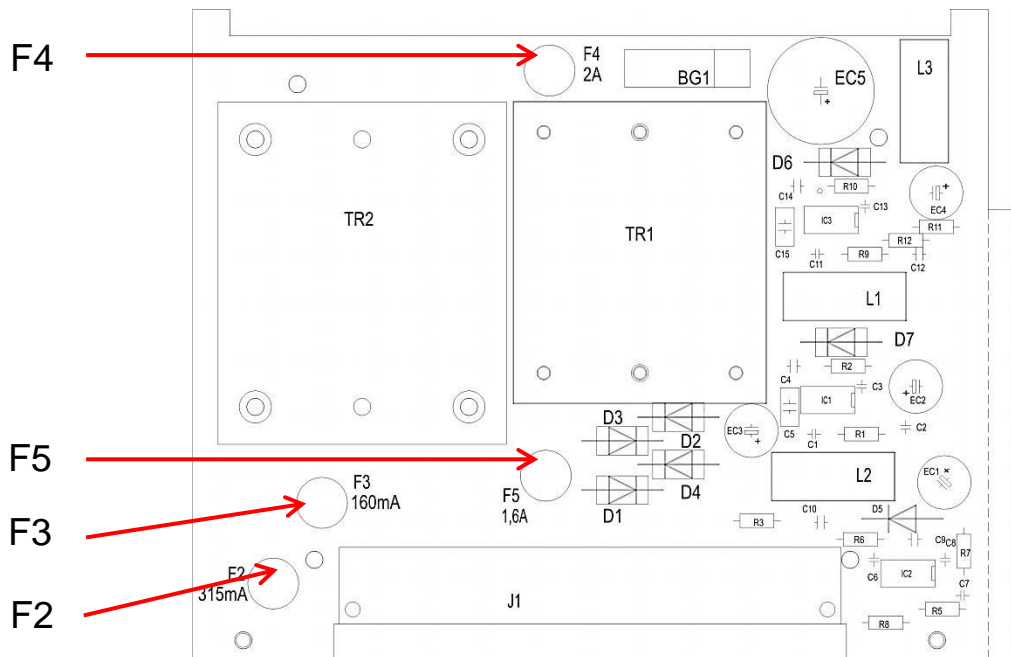 F4
F4
2A
BG1
EC5
L3
D6
C14
R10
C13
EC4
IC3
R11
R12
C15
C11
R9
C12
TR2
TR1
L1
D7
C4
R2
C3
IC1
EC2
D3
D2
EC3
C5
C1
R1
C2
F5
L2
EC1
D4
F3
160mA
F5
1,6A
D1
R3
C10
D5
F3
R6
C9
C8
R7
F2
315mA
C6
IC2
C7
F2
J1
R5
R8